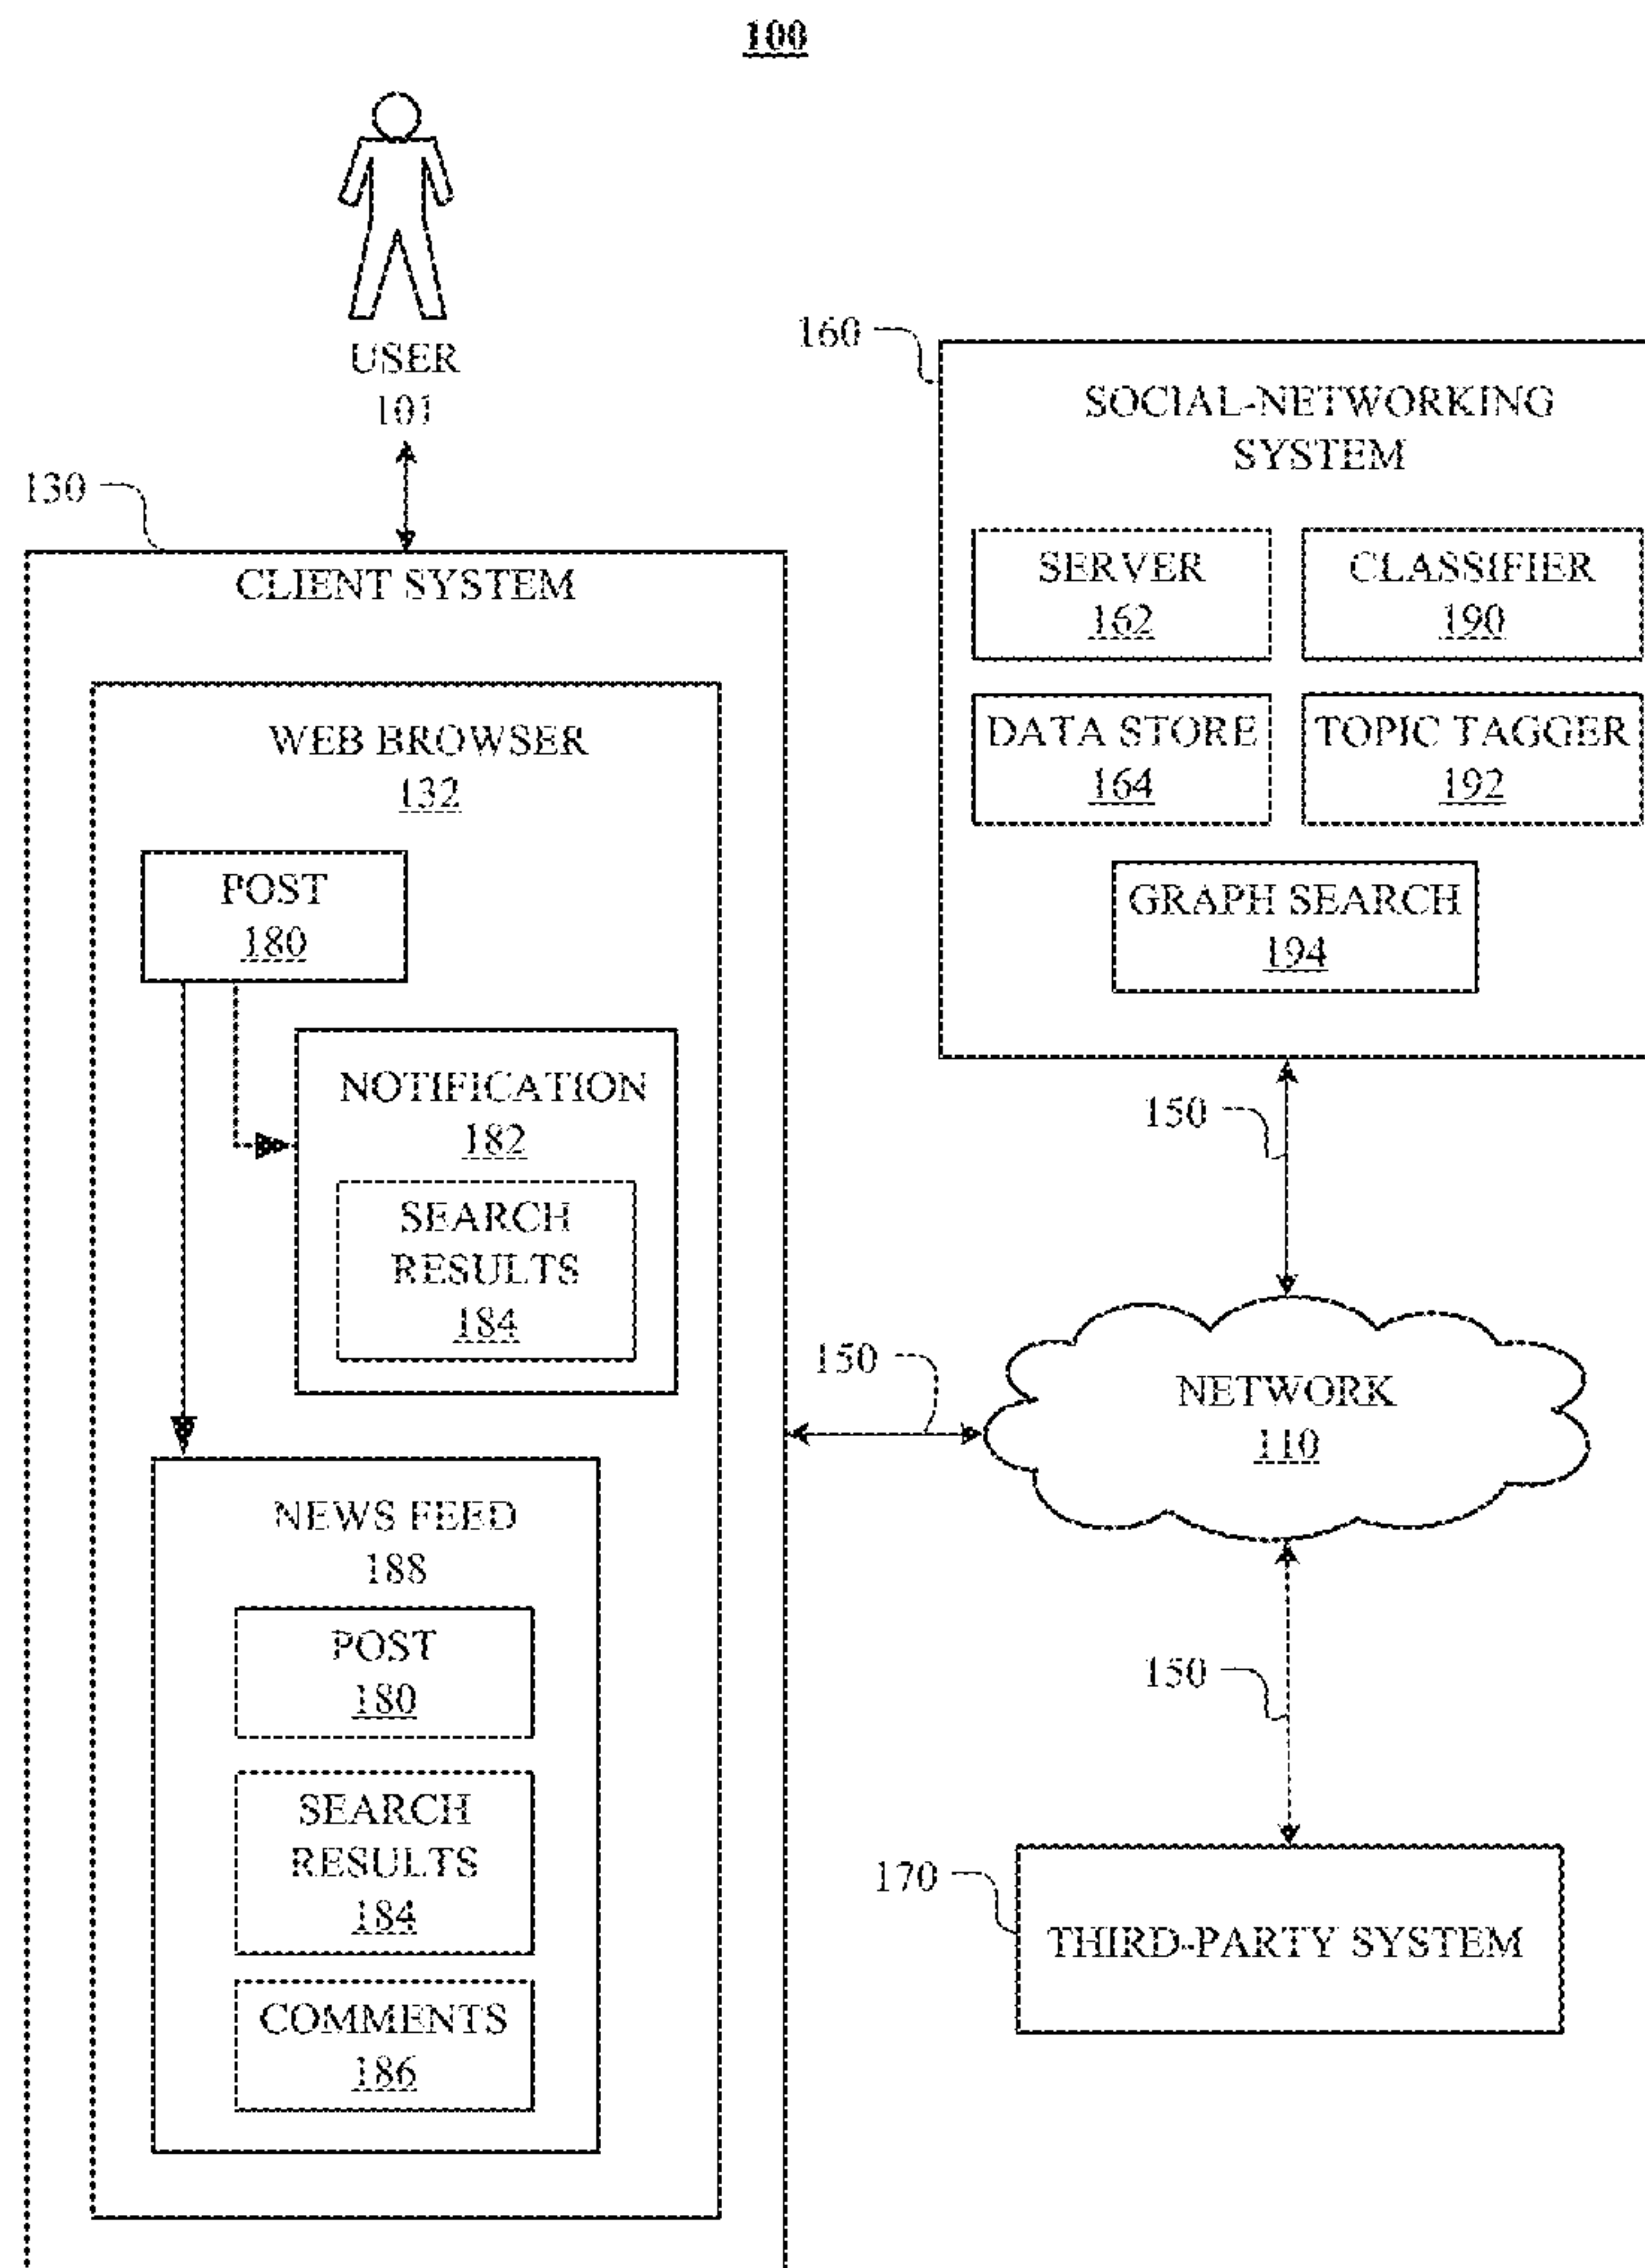 100
USER
101
130
CLIENT SYSTEM
WEB BROWSER
132
POST
180
NOTIFICATION
182
SEARCH
RESULTS
184
NEWS FEED
188
POST
180
SEARCH
RESULTS
184
COMMENTS
186
160
SOCIAL-NETWORKING
SYSTEM
SERVER
162
CLASSIFIER
190
DATA STORE
164
TOPIC TAGGER
192
GRAPH SEARCH
194
150
150
NETWORK
110
150
170
THIRD-PARTY SYSTEM